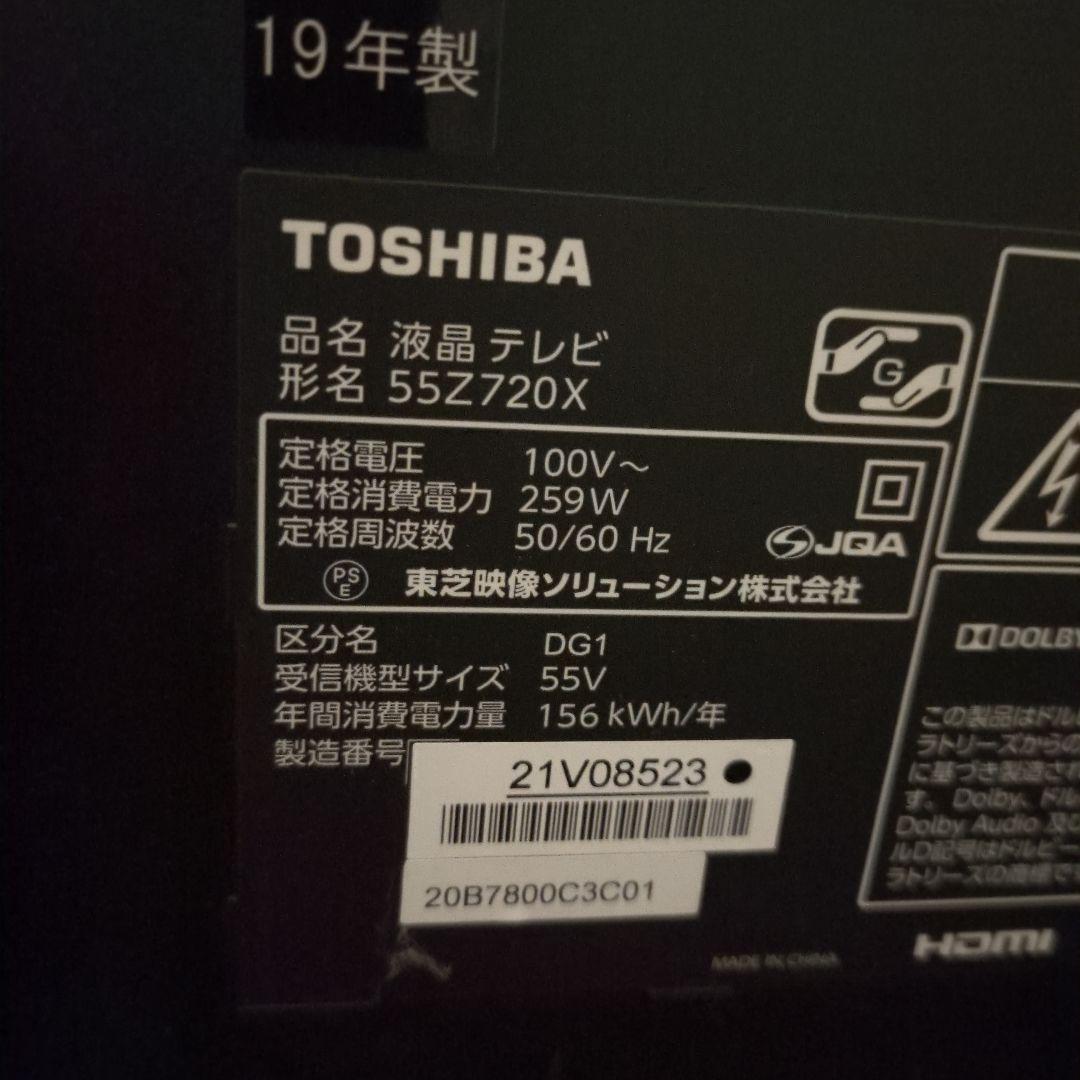 19年製
TOSHIBA
品名 液晶テレビ
形名 55Z720X
G
定格電圧 100V～
定格消費電力 259W
定格周波数 50/60 Hz
JQA
PS
E
東芝映像ソリューション株式会社
区分名 DG1
受信機型サイズ 55V
年間消費電力量 156 kWh/年
製造番号
21V08523
20B7800C3C01
MADE IN CHINA
DOLBY
この製品はドル
ラトリーズからの
に基づき製造され
す。Dolby、ドル
Dolby Audio 及び
ルD記号はドルビー
ラトリーズの商標で
HDMI